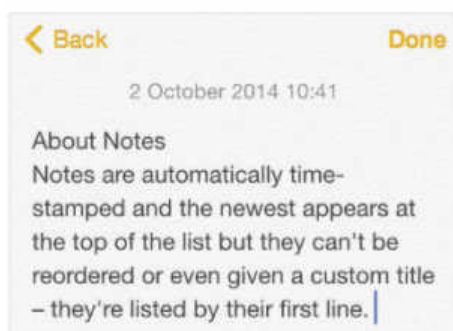 Back Done
2 October 2014 10:41
About Notes
Notes are automatically time-
stamped and the newest appears at
the top of the list but they can't be
reordered or even given a custom title
– they're listed by their first line.